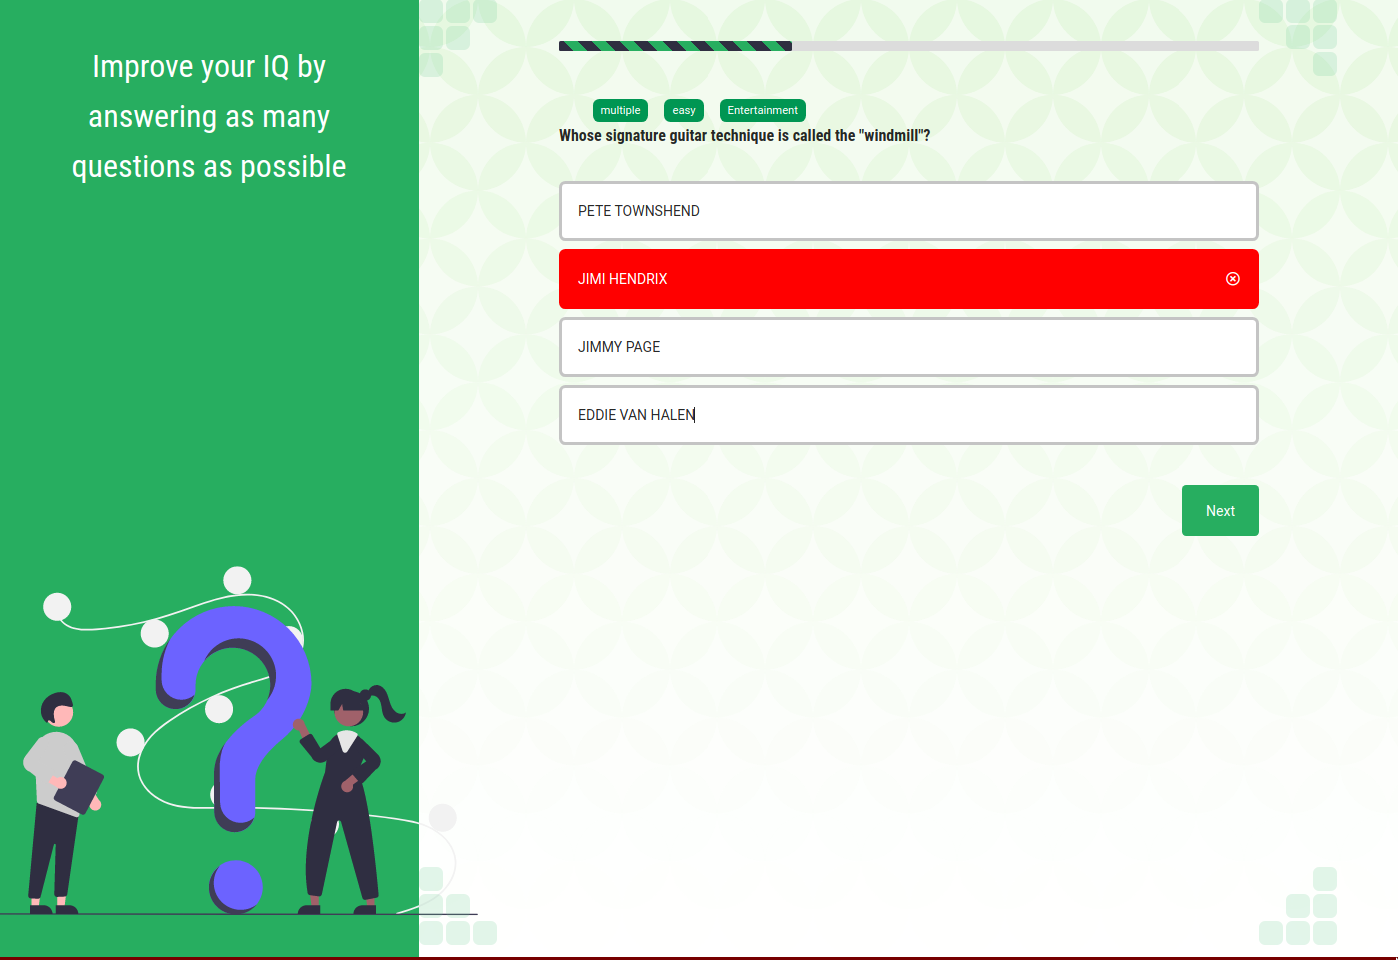 Improve your IQ by
answering as many
questions as possible
multiple easy Entertainment
Whose signature guitar technique is called the "windmill"?
PETE TOWNSHEND
JIMI HENDRIX
JIMMY PAGE
EDDIE VAN HALEN
Next